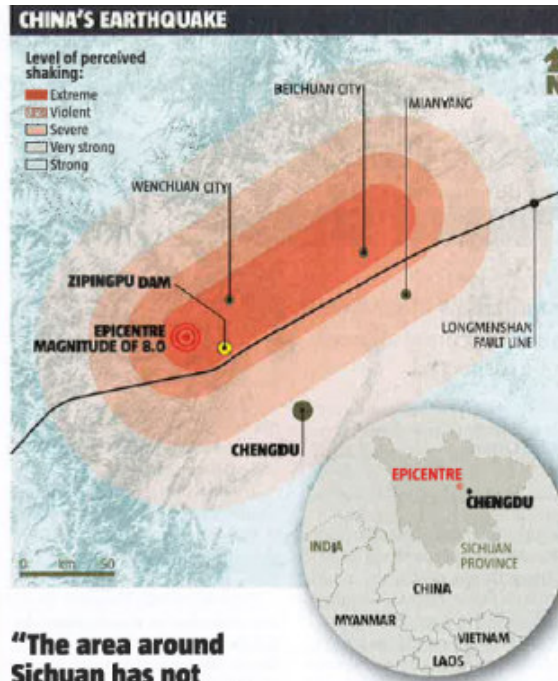 CHINA'S EARTHQUAKE
Level of perceived
shaking:
Extreme
Violent
Severe
Very strong
Strong
N
BEICHUAN CITY
MIANYANG
WENCHUAN CITY
ZIPINGPU DAM
EPICENTRE
MAGNITUDE OF 8.0
LONGMENSHAN
FAULT LINE
CHENGDU
0 km 50
EPICENTRE
CHENGDU
INDIA
SICHUAN
PROVINCE
CHINA
MYANMAR
VIETNAM
LAOS
"The area around
Sichuan has not